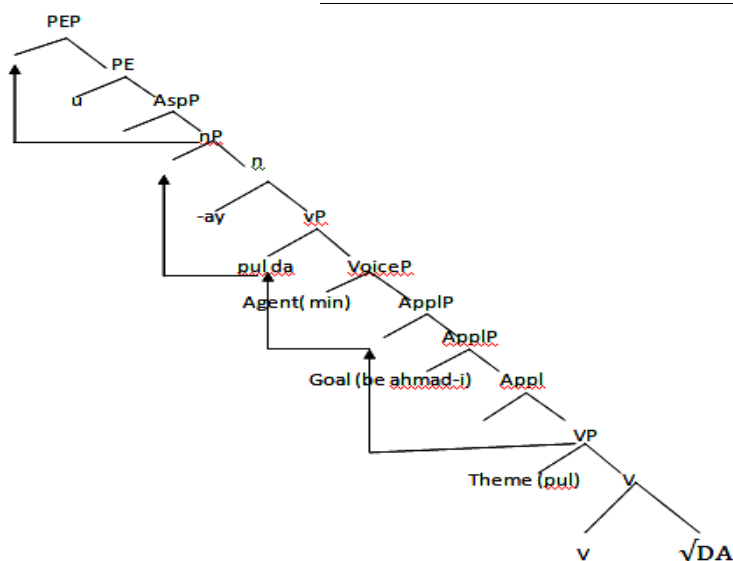 PEP
PE
u
AspP
nP
n
-ay
vP
pul da
VoiceP
Agent( min)
ApplP
ApplP
Goal (be ahmad-i)
Appl
VP
Theme (pul)
V
v
√DA